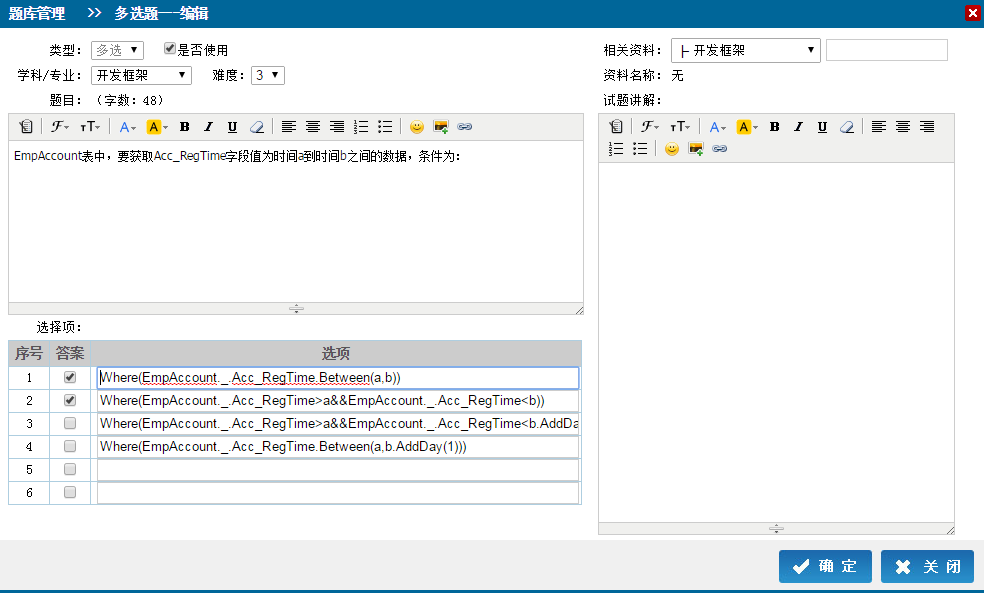 题库管理 >> 多选题——编辑
类型： 多选 是否使用
学科/专业： 开发框架 难度： 3
题目：（字数：48）
EmpAccount表中，要获取Acc_RegTime字段值为时间a到时间b之间的数据，条件为：
选择项：
序号 答案 选项
1 Where(EmpAccount._.Acc_RegTime.Between(a,b))
2 Where(EmpAccount._.Acc_RegTime>a&&EmpAccount._.Acc_RegTime<b))
3 Where(EmpAccount._.Acc_RegTime>a&&EmpAccount._.Acc_RegTime<b.AddDa
4 Where(EmpAccount._.Acc_RegTime.Between(a,b.AddDay(1)))
5
6
相关资料： ├ 开发框架
资料名称： 无
试题讲解：
确 定 关 闭